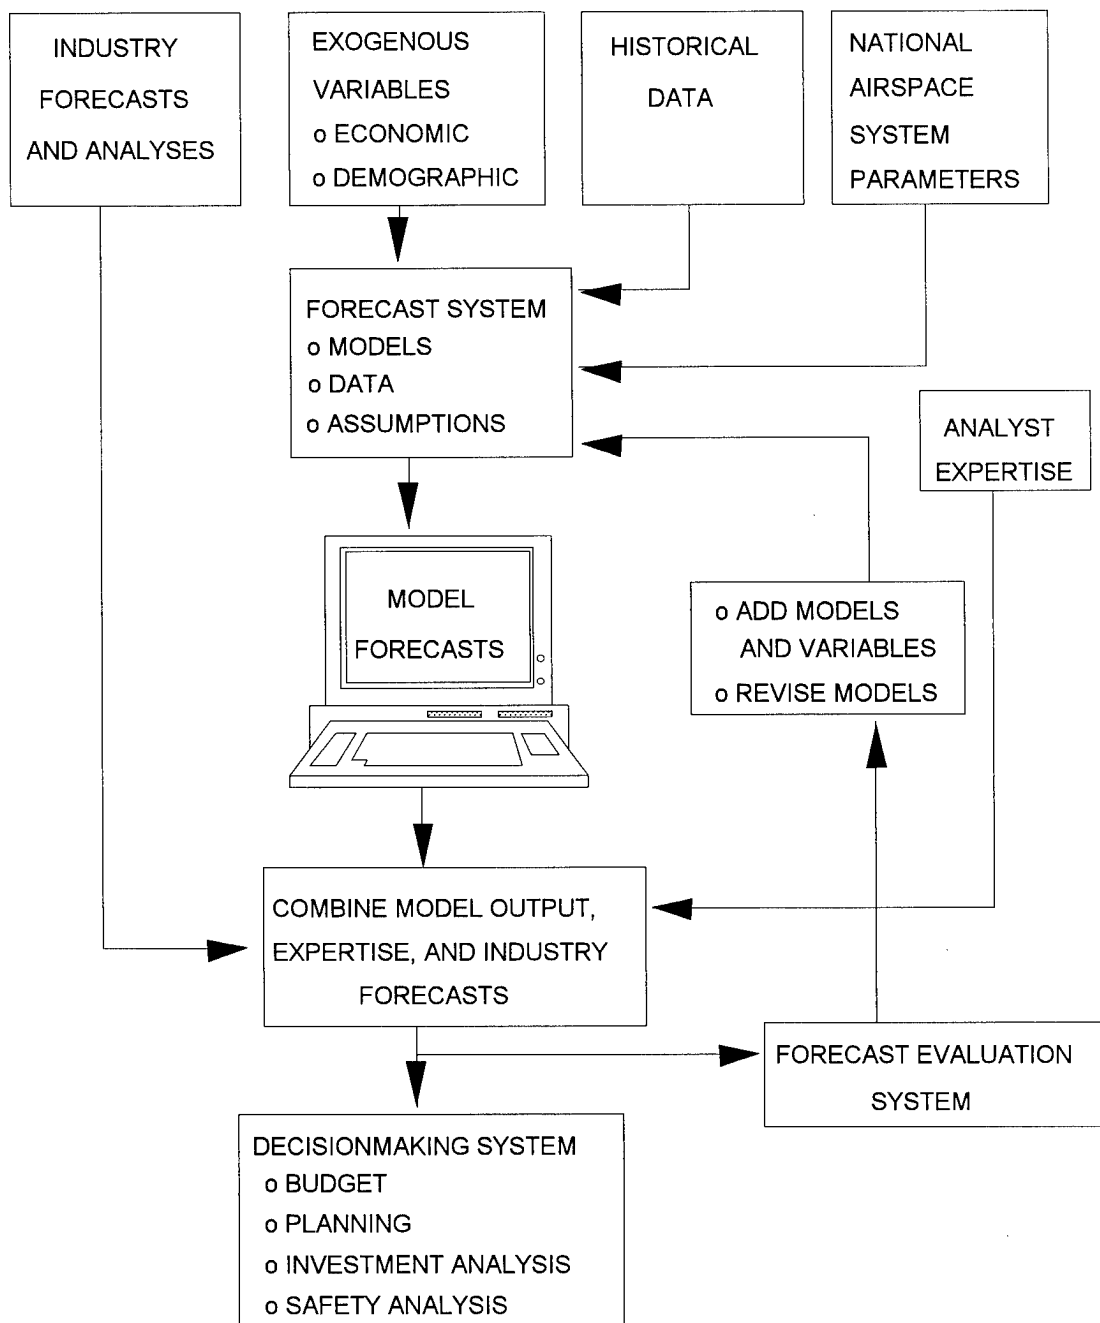 INDUSTRY
FORECASTS
AND ANALYSES
EXOGENOUS
VARIABLES
o ECONOMIC
o DEMOGRAPHIC
HISTORICAL
DATA
NATIONAL
AIRSPACE
SYSTEM
PARAMETERS
FORECAST SYSTEM
o MODELS
o DATA
o ASSUMPTIONS
ANALYST
EXPERTISE
MODEL
FORECASTS
o ADD MODELS
AND VARIABLES
o REVISE MODELS
COMBINE MODEL OUTPUT,
EXPERTISE, AND INDUSTRY
FORECASTS
FORECAST EVALUATION
SYSTEM
DECISIONMAKING SYSTEM
o BUDGET
o PLANNING
o INVESTMENT ANALYSIS
o SAFETY ANALYSIS